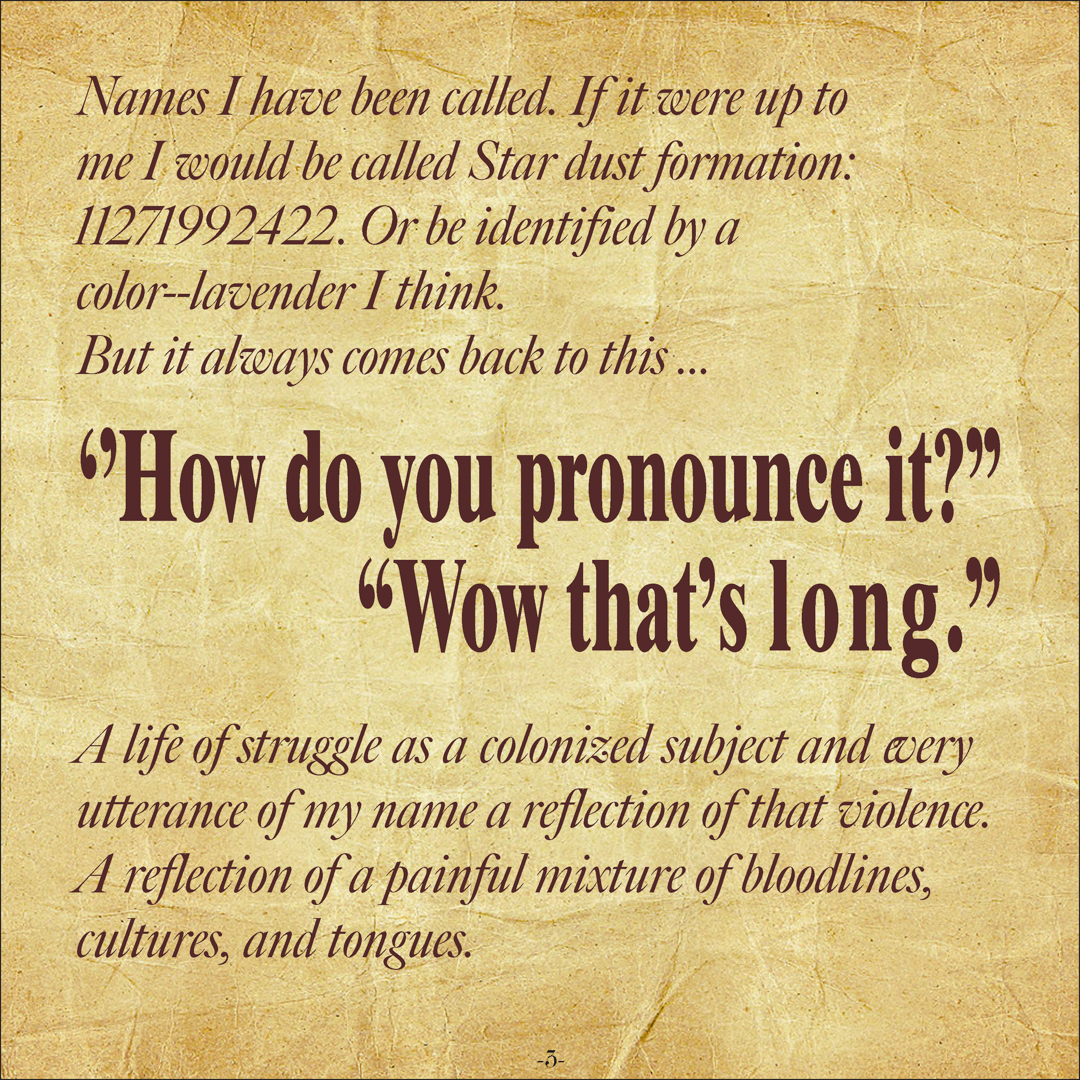 Names I have been called. If it were up to
me I would be called Star dust formation:
11271992422. Or be identified by a
color--lavender I think.
But it always comes back to this ...
‘’How do you pronounce it?”
“Wow that’s long.”
A life of struggle as a colonized subject and every
utterance of my name a reflection of that violence.
A reflection of a painful mixture of bloodlines,
cultures, and tongues.
-3-